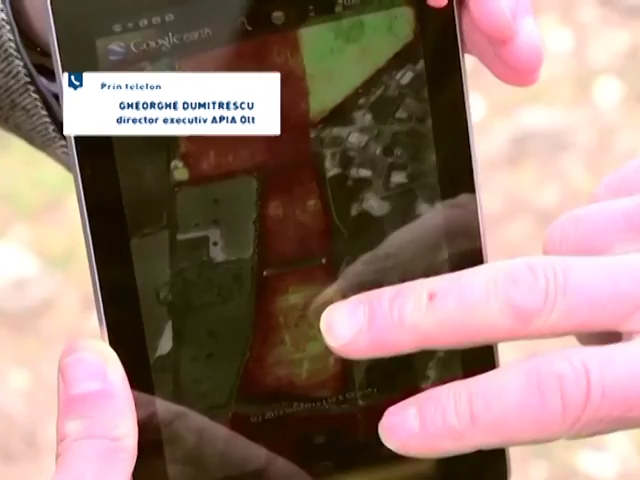 Google earth
Prin telefon
GHEORGHE DUMITRESCU
director executiv APIA Olt